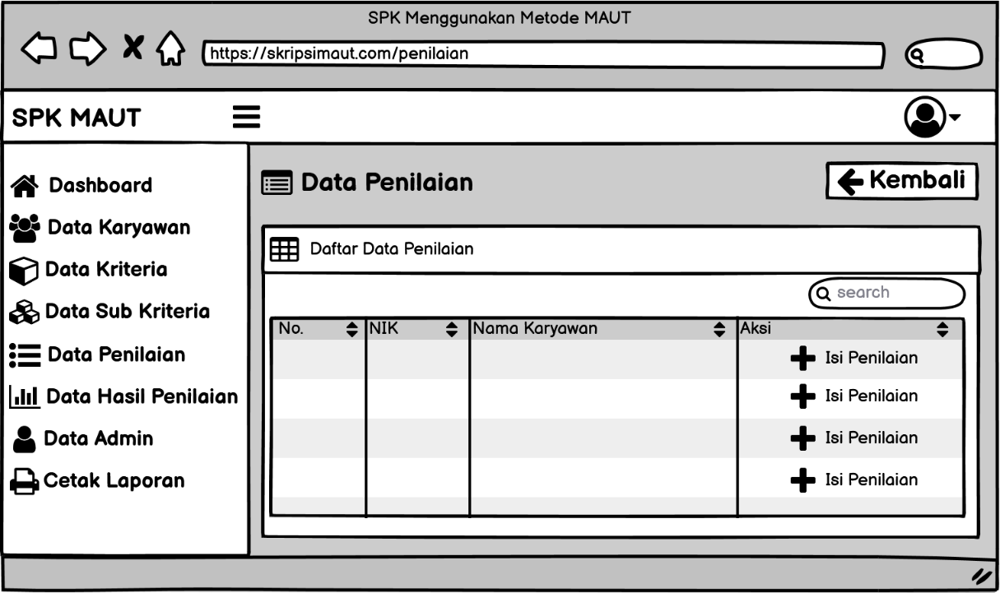 SPK Menggunakan Metode MAUT
https://skripsimaut.com/penilaian
SPK MAUT
Dashboard
Data Karyawan
Data Kriteria
Data Sub Kriteria
Data Penilaian
Data Hasil Penilaian
Data Admin
Cetak Laporan
Data Penilaian
Kembali
Daftar Data Penilaian
search
No. NIK Nama Karyawan Aksi
Isi Penilaian
Isi Penilaian
Isi Penilaian
Isi Penilaian